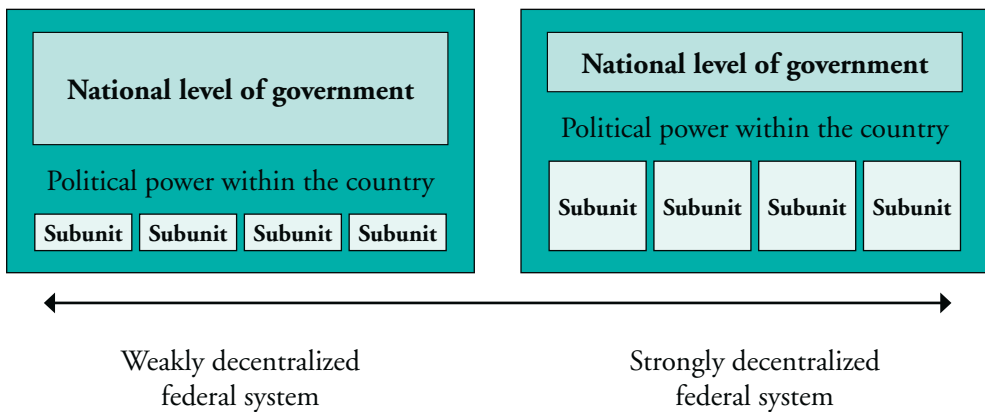 National level of government
Political power within the country
Subunit Subunit Subunit Subunit
National level of government
Political power within the country
Subunit Subunit Subunit Subunit
Weakly decentralized
federal system
Strongly decentralized
federal system